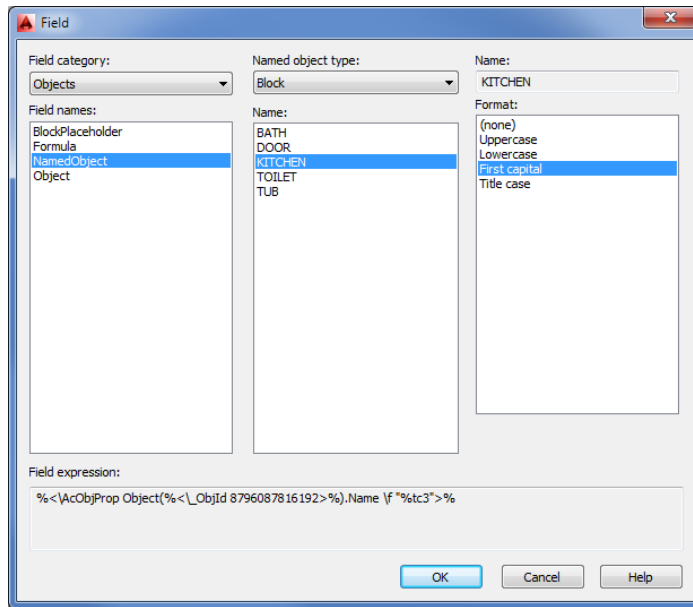 Field
Field category:
Objects
Field names:
BlockPlaceholder
Formula
NamedObject
Object
Named object type:
Block
Name:
BATH
DOOR
KITCHEN
TOILET
TUB
Name:
KITCHEN
Format:
(none)
Uppercase
Lowercase
First capital
Title case
Field expression:
%<\AcObjProp Object(%<\_ObjId 8796087816192>%).Name \f "%tc3">%
OK
Cancel
Help